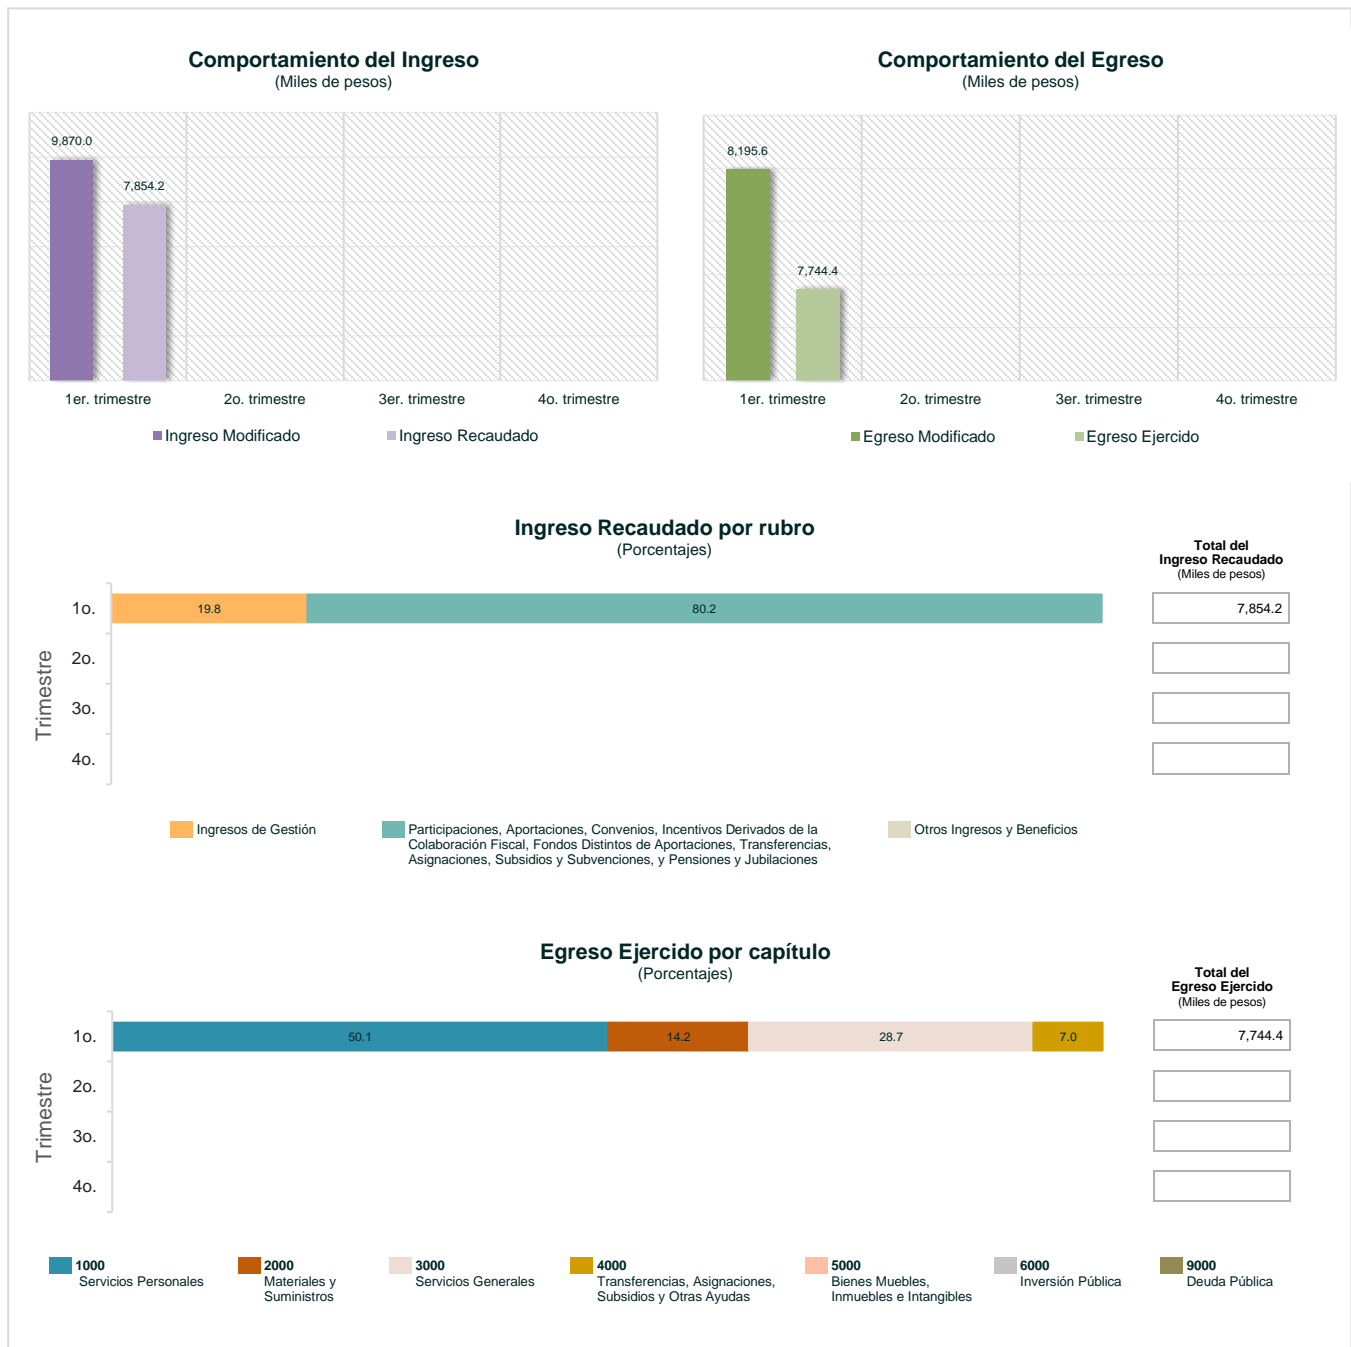 Comportamiento del Ingreso
(Miles de pesos)
9,870.0
7,854.2
1er. trimestre
2o. trimestre
3er. trimestre
4o. trimestre
Ingreso Modificado
Ingreso Recaudado
Comportamiento del Egreso
(Miles de pesos)
8,195.6
7,744.4
1er. trimestre
2o. trimestre
3er. trimestre
4o. trimestre
Egreso Modificado
Egreso Ejercido
Ingreso Recaudado por rubro
(Porcentajes)
Total del
Ingreso Recaudado
(Miles de pesos)
Trimestre
1o.
19.8
80.2
7,854.2
2o.
3o.
4o.
Ingresos de Gestión
Participaciones, Aportaciones, Convenios, Incentivos Derivados de la
Colaboración Fiscal, Fondos Distintos de Aportaciones, Transferencias,
Asignaciones, Subsidios y Subvenciones, y Pensiones y Jubilaciones
Otros Ingresos y Beneficios
Egreso Ejercido por capítulo
(Porcentajes)
Total del
Egreso Ejercido
(Miles de pesos)
Trimestre
1o.
50.1
14.2
28.7
7.0
7,744.4
2o.
3o.
4o.
1000
Servicios Personales
2000
Materiales y
Suministros
3000
Servicios Generales
4000
Transferencias, Asignaciones,
Subsidios y Otras Ayudas
5000
Bienes Muebles,
Inmuebles e Intangibles
6000
Inversión Pública
9000
Deuda Pública